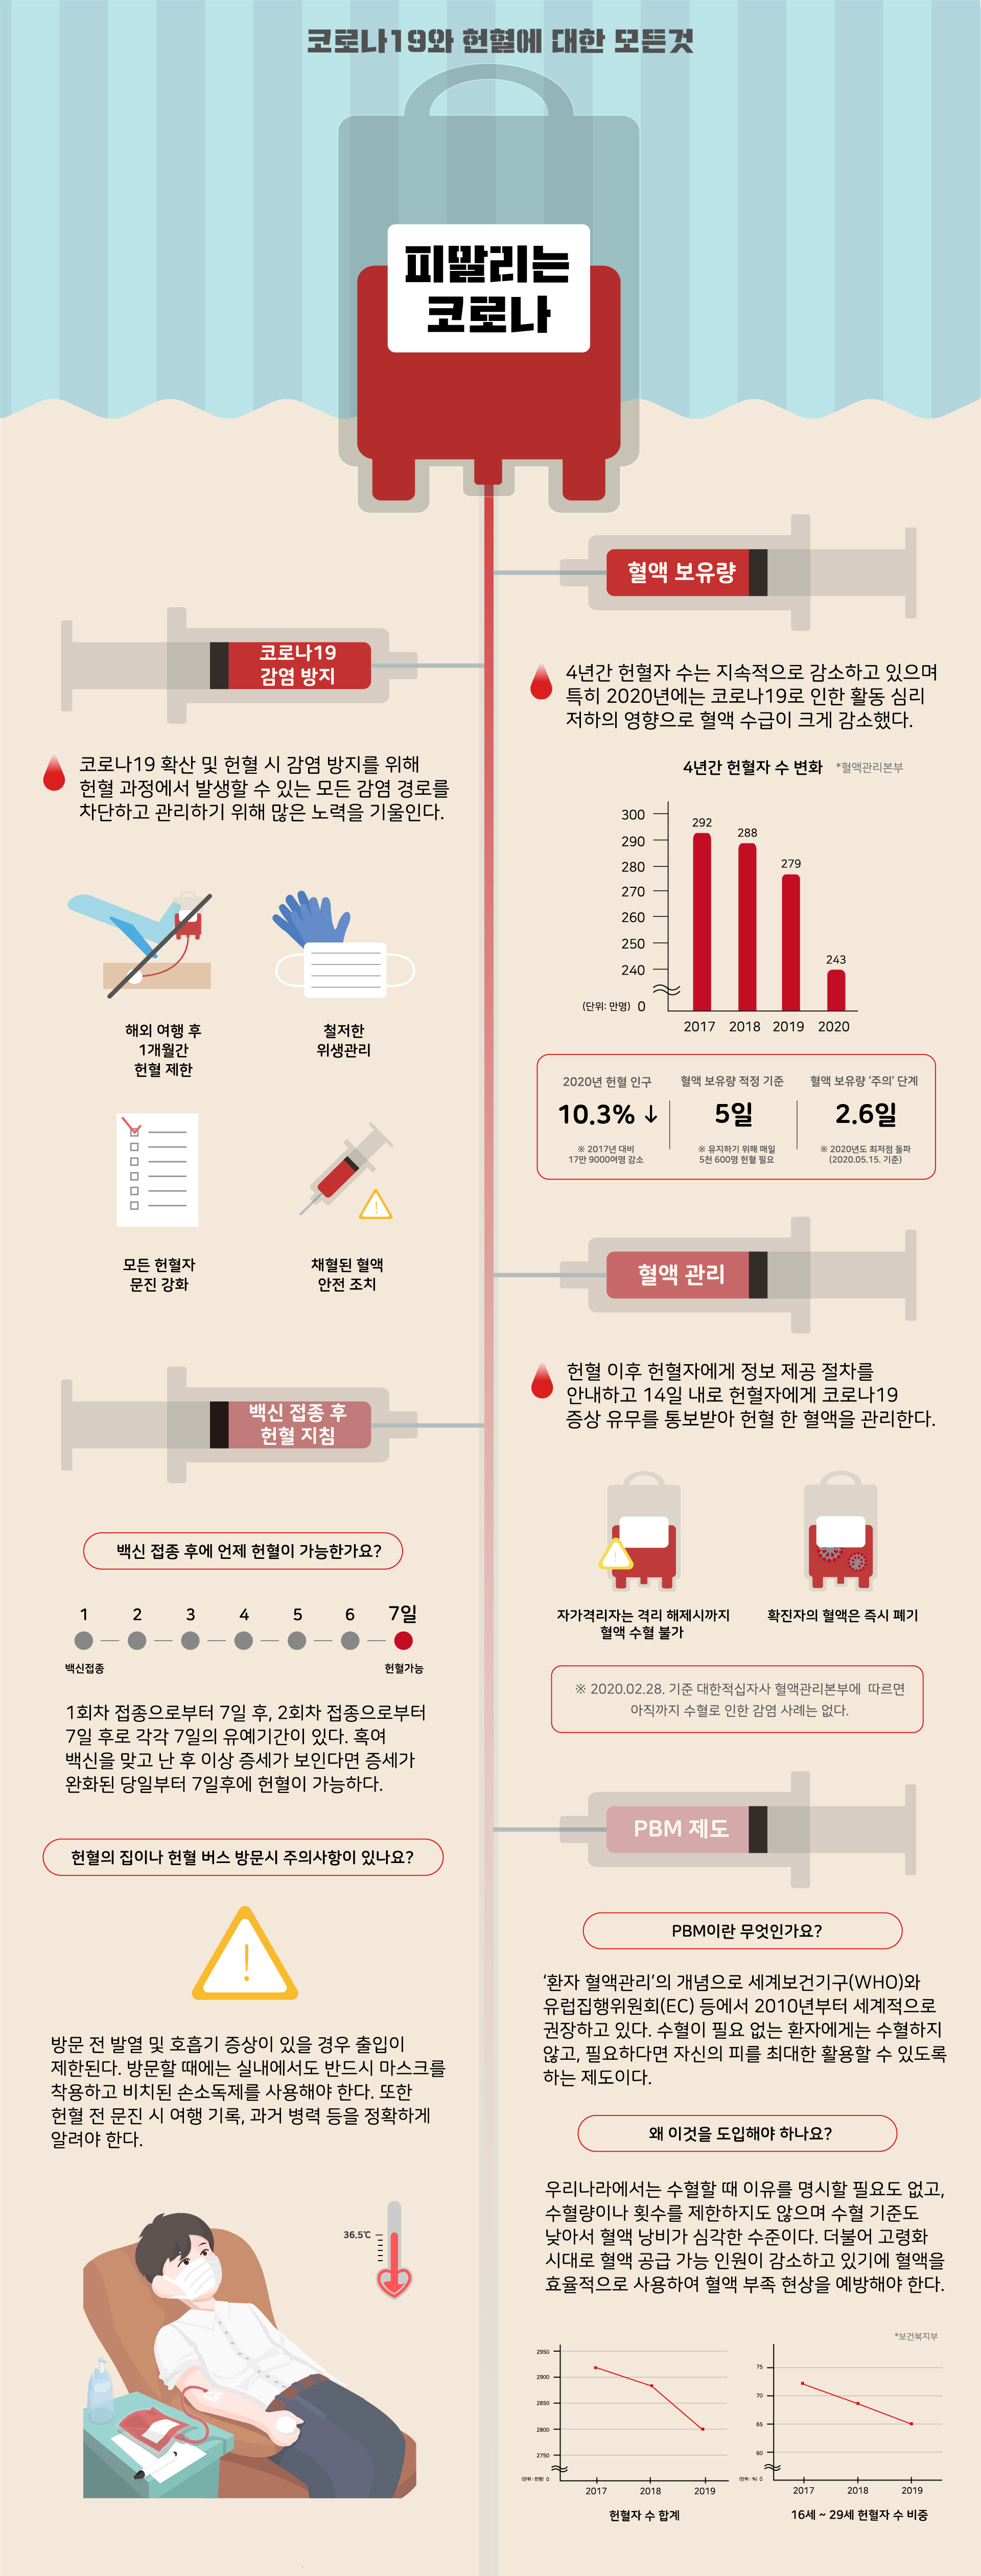 코로나19와 헌혈에 대한 모든것
피말리는
코로나
혈액 보유량
4년간 헌혈자 수는 지속적으로 감소하고 있으며
특히 2020년에는 코로나19로 인한 활동 심리
저하의 영향으로 혈액 수급이 크게 감소했다.
4년간 헌혈자 수 변화 *혈액관리본부
300
290
280
270
260
250
240
(단위: 만명) 0
292
288
279
243
2017 2018 2019 2020
2020년 헌혈 인구
10.3% ↓
※ 2017년 대비
17만 9000여명 감소
혈액 보유량 적정 기준
5일
※ 유지하기 위해 매일
5천 600명 헌혈 필요
혈액 보유량 '주의' 단계
2.6일
※ 2020년도 최저점 돌파
(2020.05.15. 기준)
코로나19
감염 방지
코로나19 확산 및 헌혈 시 감염 방지를 위해
헌혈 과정에서 발생할 수 있는 모든 감염 경로를
차단하고 관리하기 위해 많은 노력을 기울인다.
해외 여행 후
1개월간
헌혈 제한
철저한
위생관리
모든 헌혈자
문진 강화
채혈된 혈액
안전 조치
혈액 관리
헌혈 이후 헌혈자에게 정보 제공 절차를
안내하고 14일 내로 헌혈자에게 코로나19
증상 유무를 통보받아 헌혈 한 혈액을 관리한다.
자가격리자는 격리 해제시까지
혈액 수혈 불가
확진자의 혈액은 즉시 폐기
※ 2020.02.28. 기준 대한적십자사 혈액관리본부에 따르면
아직까지 수혈로 인한 감염 사례는 없다.
백신 접종 후
헌혈 지침
백신 접종 후에 언제 헌혈이 가능한가요?
1 2 3 4 5 6 7일
백신접종 헌혈가능
1회차 접종으로부터 7일 후, 2회차 접종으로부터
7일 후로 각각 7일의 유예기간이 있다. 혹여
백신을 맞고 난 후 이상 증세가 보인다면 증세가
완화된 당일부터 7일후에 헌혈이 가능하다.
헌혈의 집이나 헌혈 버스 방문시 주의사항이 있나요?
방문 전 발열 및 호흡기 증상이 있을 경우 출입이
제한된다. 방문할 때에는 실내에서도 반드시 마스크를
착용하고 비치된 손소독제를 사용해야 한다. 또한
헌혈 전 문진 시 여행 기록, 과거 병력 등을 정확하게
알려야 한다.
36.5℃
PBM 제도
PBM이란 무엇인가요?
'환자 혈액관리'의 개념으로 세계보건기구(WHO)와
유럽집행위원회(EC) 등에서 2010년부터 세계적으로
권장하고 있다. 수혈이 필요 없는 환자에게는 수혈하지
않고, 필요하다면 자신의 피를 최대한 활용할 수 있도록
하는 제도이다.
왜 이것을 도입해야 하나요?
우리나라에서는 수혈할 때 이유를 명시할 필요도 없고,
수혈량이나 횟수를 제한하지도 않으며 수혈 기준도
낮아서 혈액 낭비가 심각한 수준이다. 더불어 고령화
시대로 혈액 공급 가능 인원이 감소하고 있기에 혈액을
효율적으로 사용하여 혈액 부족 현상을 예방해야 한다.
*보건복지부
2950
2900
2850
2800
2750
(단위 : 천명) 0
2017 2018 2019
헌혈자 수 합계
75
70
65
60
(단위 : %) 0
2017 2018 2019
16세 ~ 29세 헌혈자 수 비중